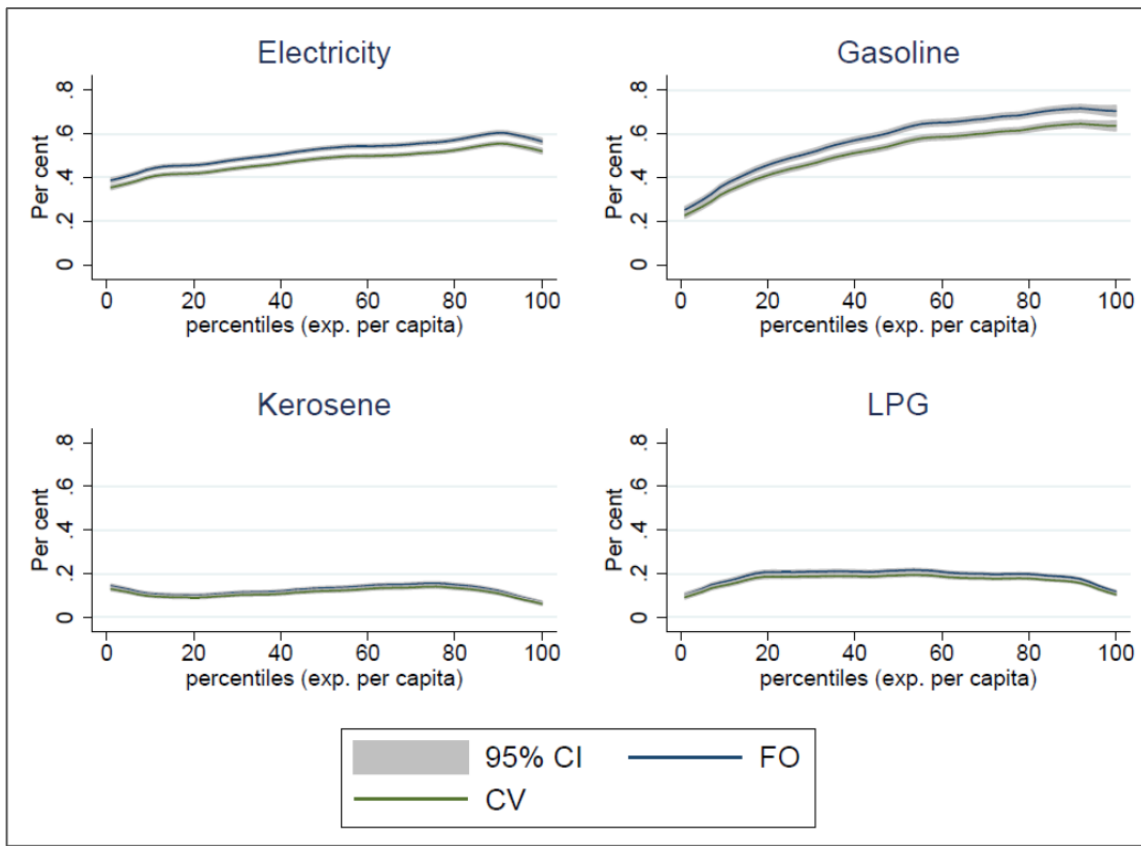 Electricity
Per cent
0 .2 .4 .6 .8
0 20 40 60 80 100
percentiles (exp. per capita)
Gasoline
Per cent
0 .2 .4 .6 .8
0 20 40 60 80 100
percentiles (exp. per capita)
Kerosene
Per cent
0 .2 .4 .6 .8
0 20 40 60 80 100
percentiles (exp. per capita)
LPG
Per cent
0 .2 .4 .6 .8
0 20 40 60 80 100
percentiles (exp. per capita)
95% CI FO
CV